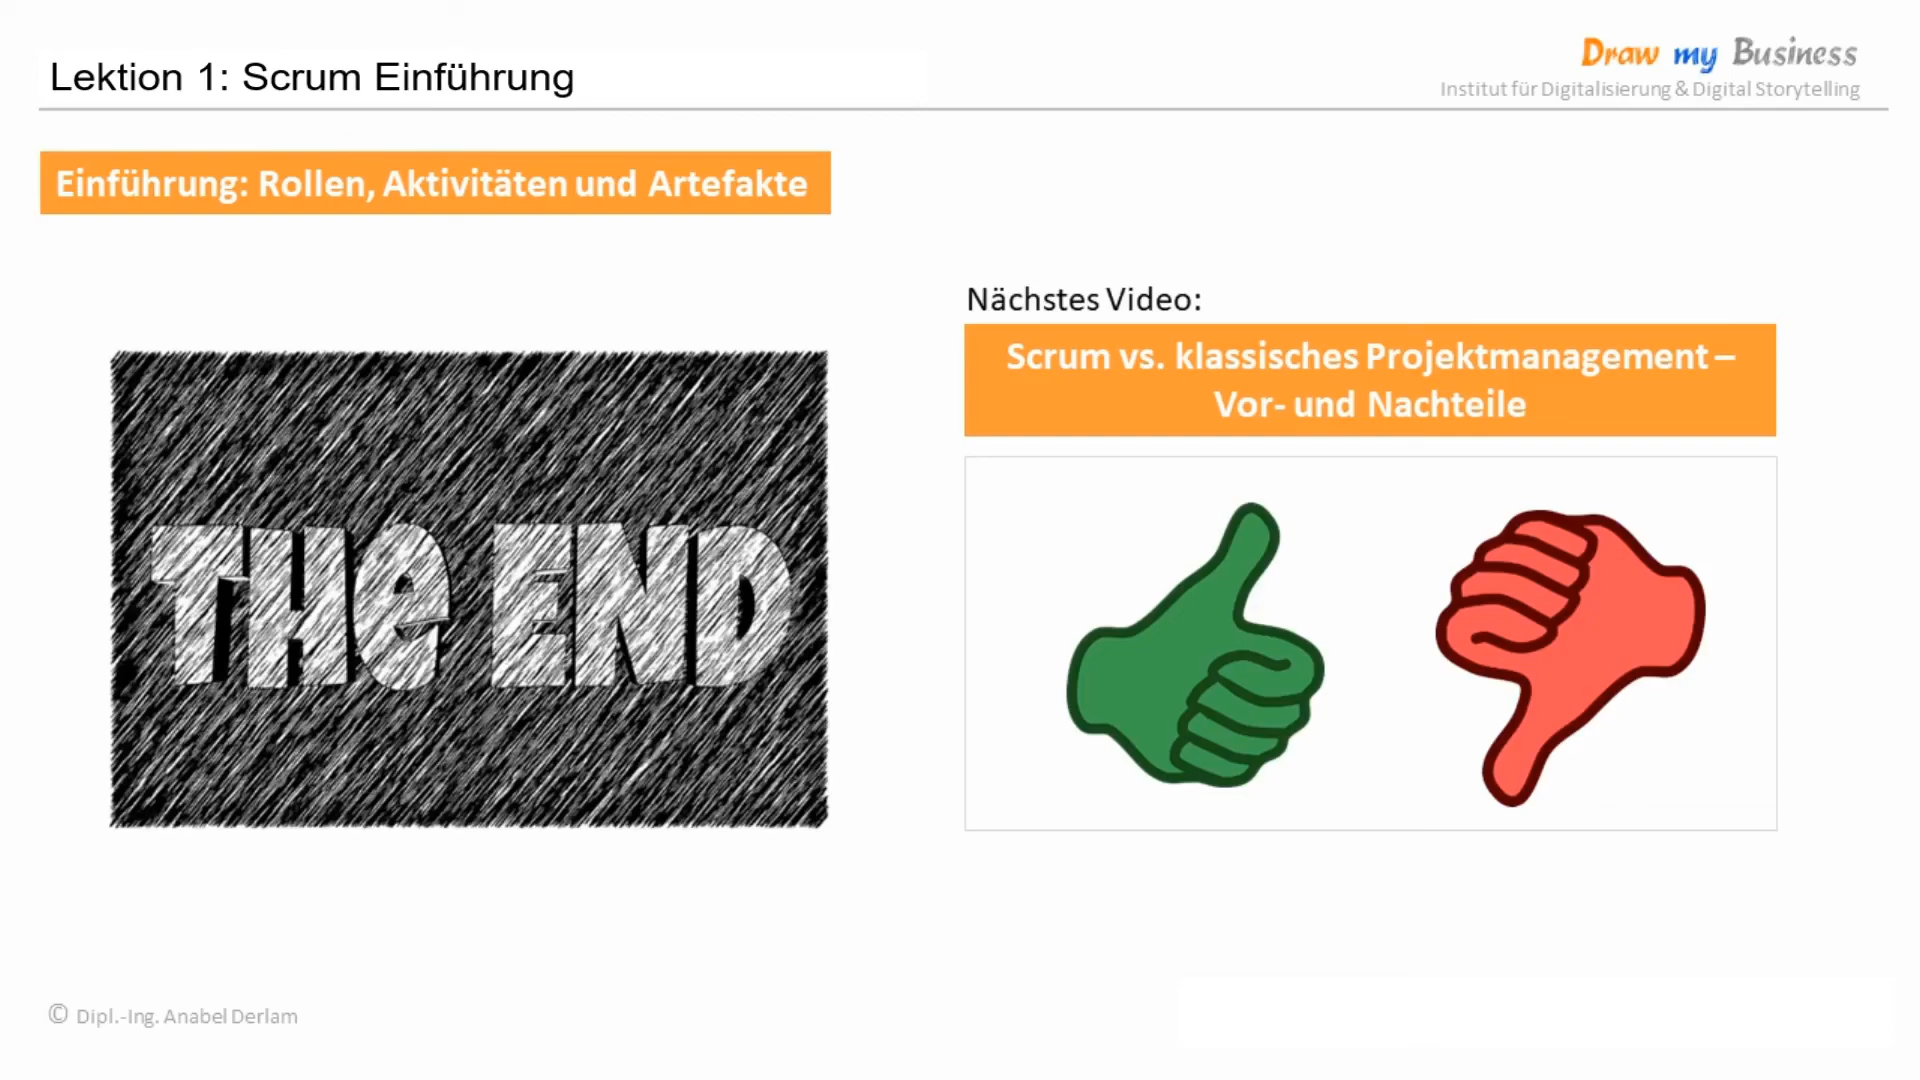 Lektion 1: Scrum Einführung
Draw my Business
Institut für Digitalisierung & Digital Storytelling
Einführung: Rollen, Aktivitäten und Artefakte
THe END
Nächstes Video:
Scrum vs. klassisches Projektmanagement –
Vor- und Nachteile
© Dipl.-Ing. Anabel Derlam